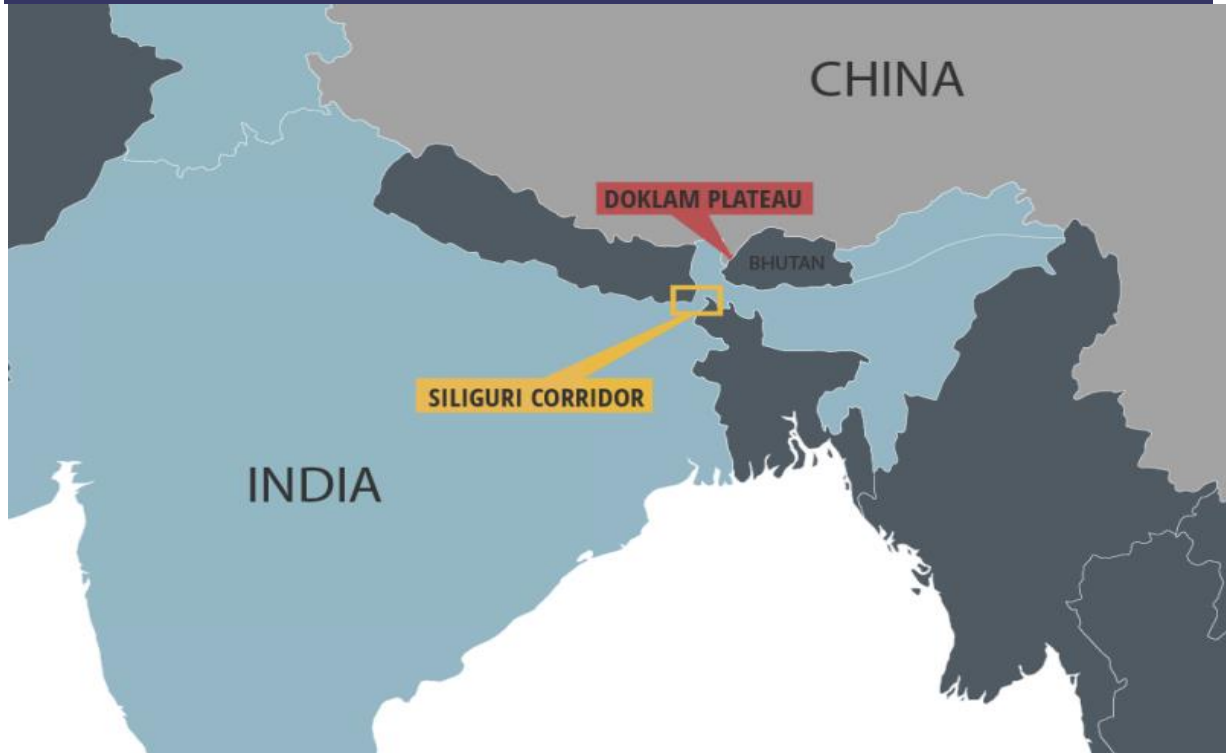 CHINA
DOKLAM PLATEAU
BHUTAN
SILIGURI CORRIDOR
INDIA